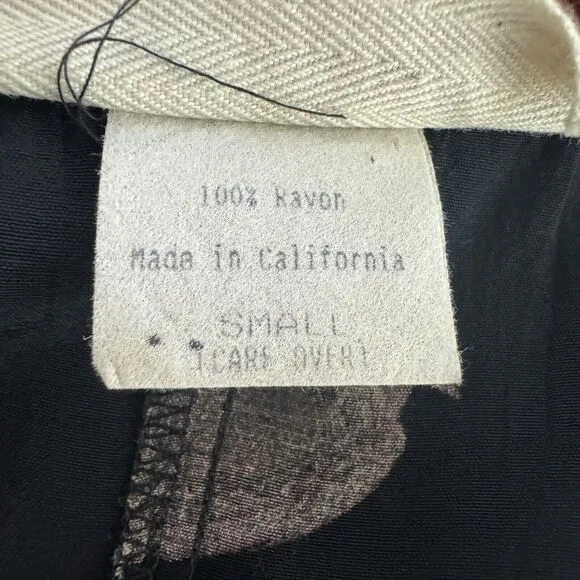 100% Rayon
Made in California
SMALL
(CARE OVER)